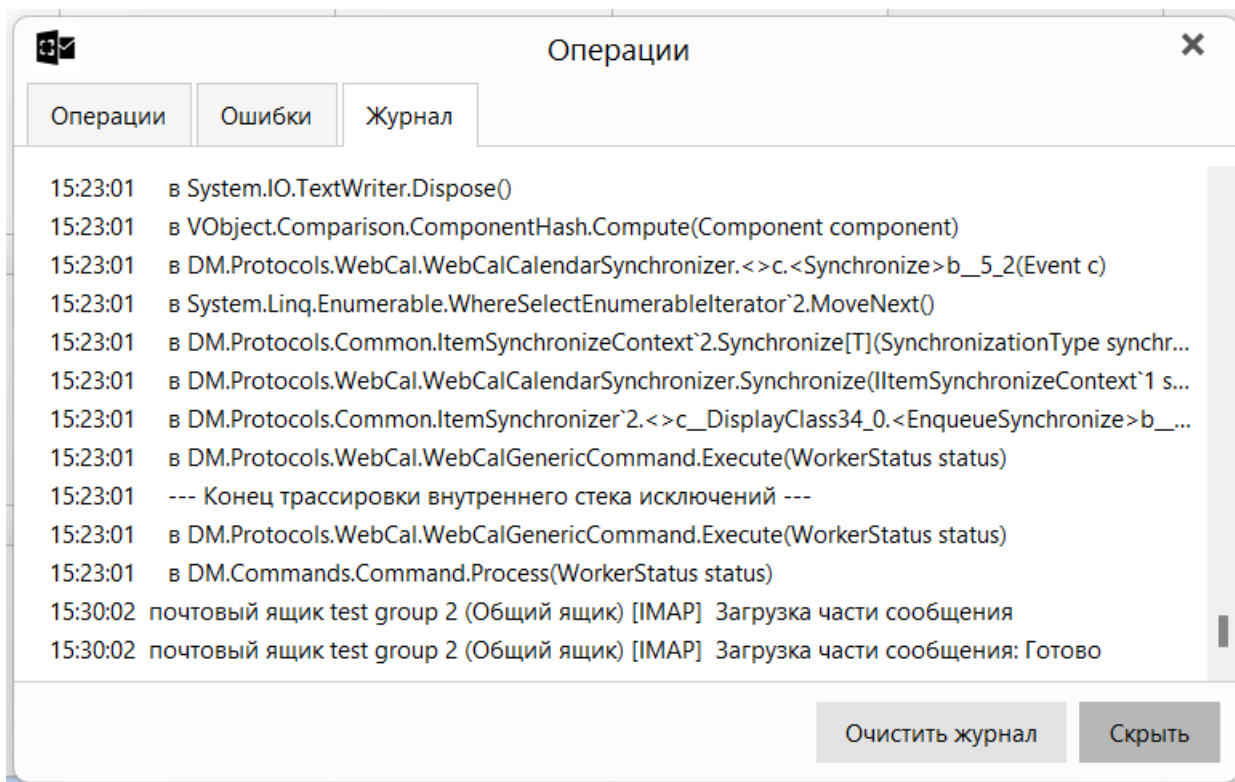 Операции
Операции Ошибки Журнал
15:23:01 в System.IO.TextWriter.Dispose()
15:23:01 в VObject.Comparison.ComponentHash.Compute(Component component)
15:23:01 в DM.Protocols.WebCal.WebCalCalendarSynchronizer.<>c.<Synchronize>b__5_2(Event c)
15:23:01 в System.Linq.Enumerable.WhereSelectEnumerableIterator`2.MoveNext()
15:23:01 в DM.Protocols.Common.ItemSynchronizeContext`2.Synchronize[T](SynchronizationType synchr...
15:23:01 в DM.Protocols.WebCal.WebCalCalendarSynchronizer.Synchronize(IItemSynchronizeContext`1 s...
15:23:01 в DM.Protocols.Common.ItemSynchronizer`2.<>c__DisplayClass34_0.<EnqueueSynchronize>b__...
15:23:01 в DM.Protocols.WebCal.WebCalGenericCommand.Execute(WorkerStatus status)
15:23:01 --- Конец трассировки внутреннего стека исключений ---
15:23:01 в DM.Protocols.WebCal.WebCalGenericCommand.Execute(WorkerStatus status)
15:23:01 в DM.Commands.Command.Process(WorkerStatus status)
15:30:02 почтовый ящик test group 2 (Общий ящик) [IMAP] Загрузка части сообщения
15:30:02 почтовый ящик test group 2 (Общий ящик) [IMAP] Загрузка части сообщения: Готово
Очистить журнал Скрыть